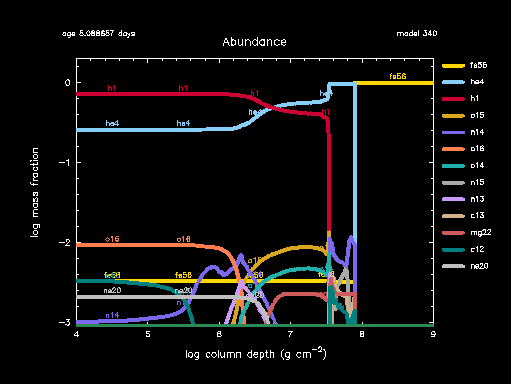 age 5.088657 days
model 340
Abundance
log mass fraction
0
−1
−2
−3
4
5
6
7
8
9
log column depth (g cm−2)
h1
h1
h1
h1
he4
he4
he4
he4
fe56
o16
o16
fe56
ne20
ne20
n14
fe56
he4
h1
o15
n14
o16
o14
n15
n13
c13
mg22
c12
ne20